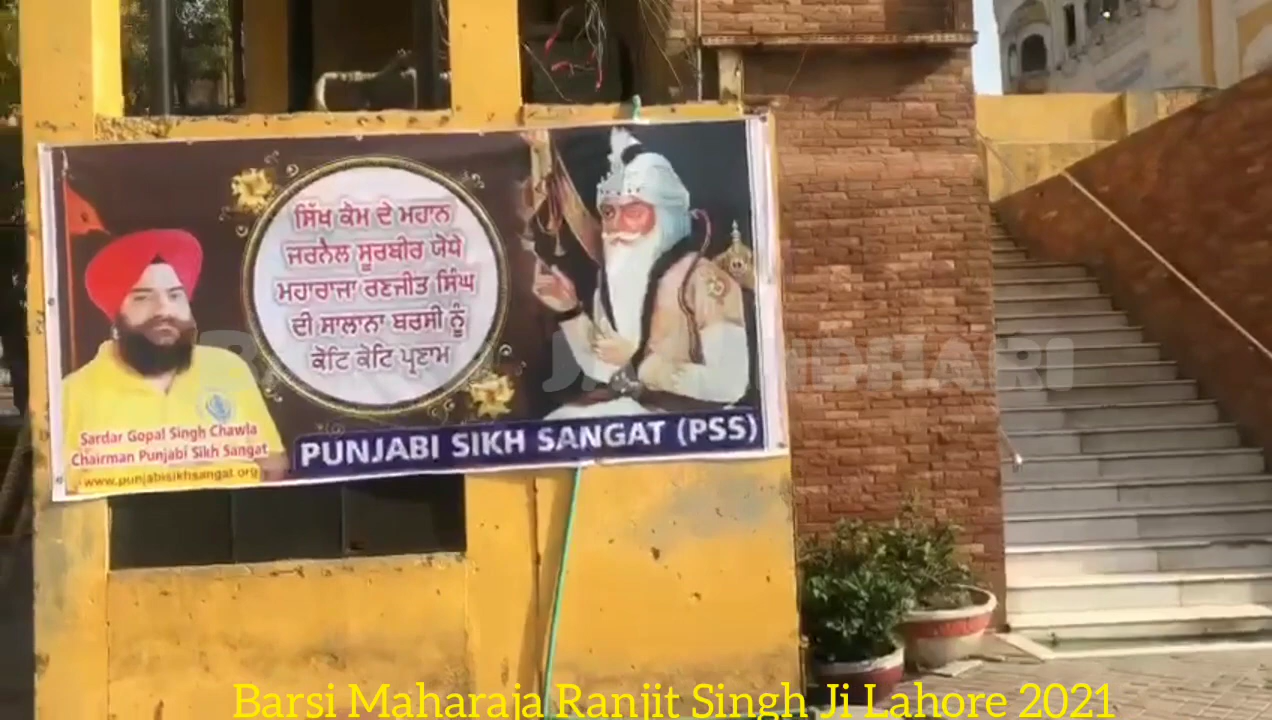 ਸਿੱਖ ਕੌਮ ਦੇ ਮਹਾਨ
ਜਰਨੈਲ ਸੂਰਬੀਰ ਯੋਧੇ
ਮਹਾਰਾਜਾ ਰਣਜੀਤ ਸਿੰਘ
ਦੀ ਸਾਲਾਨਾ ਬਰਸੀ ਨੂੰ
ਕੋਟਿ ਕੋਟਿ ਪ੍ਰਣਾਮ
Sardar Gopal Singh Chawla
Chairman Punjabi Sikh Sangat
www.punjabisikhsangat.org
PUNJABI SIKH SANGAT (PSS)
Barsi Maharaja Ranjit Singh Ji Lahore 2021